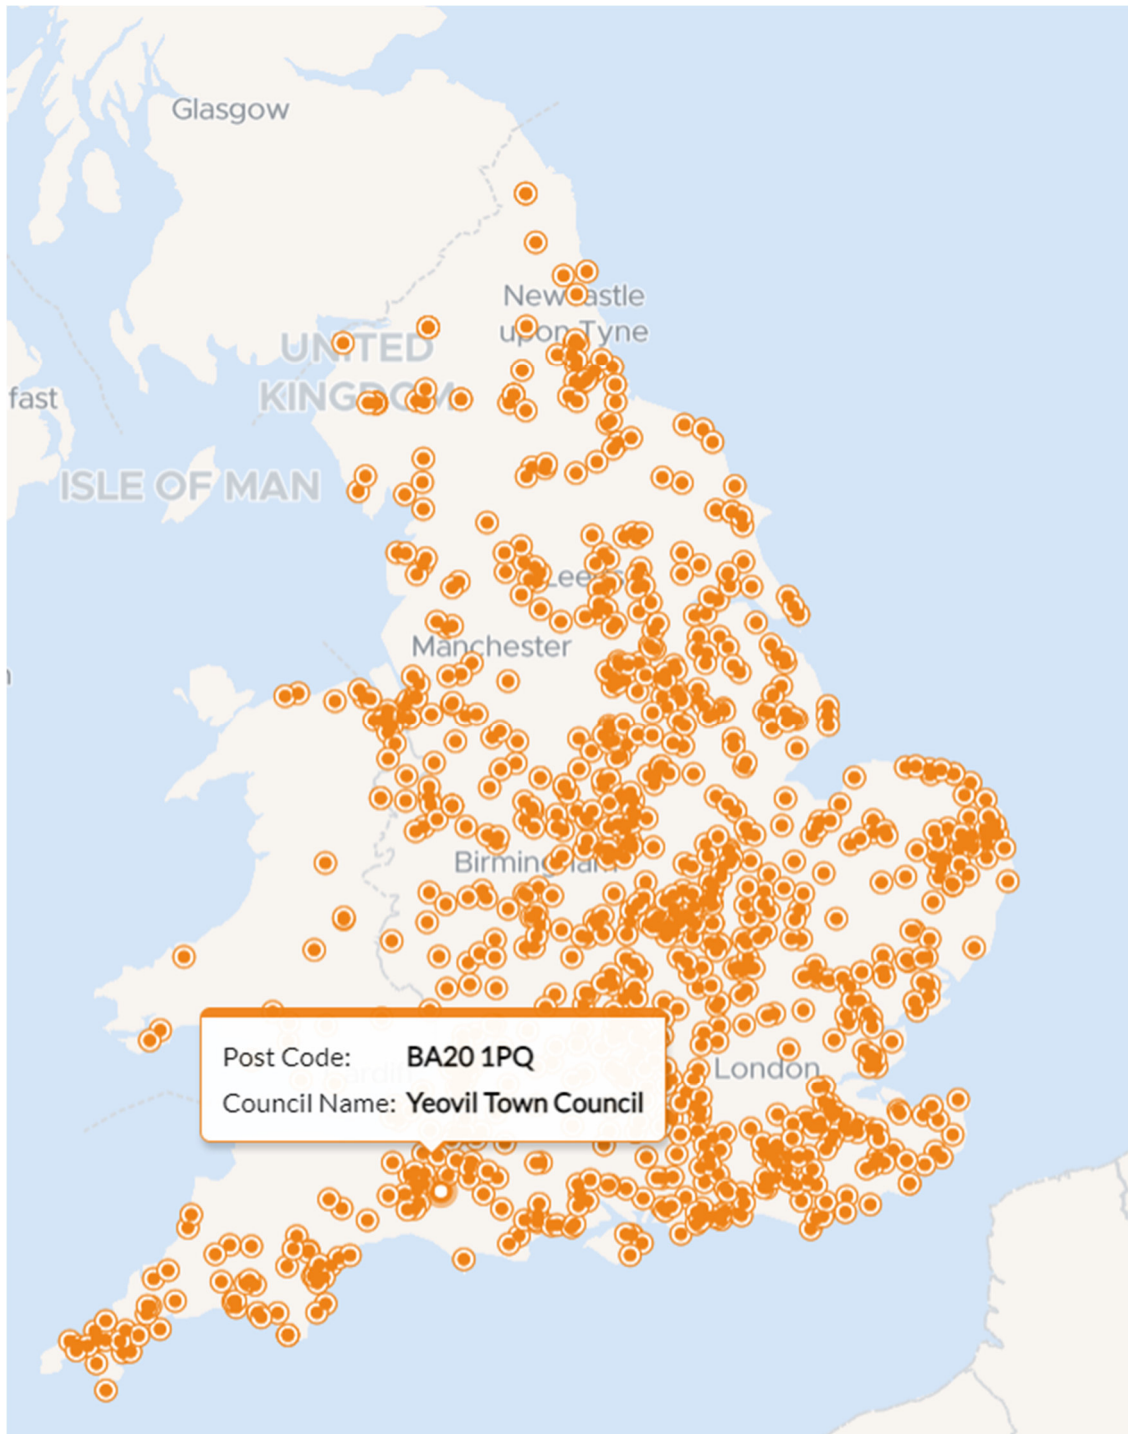 Glasgow
Newcastle
upon Tyne
UNITED
KINGDOM
fast
ISLE OF MAN
Leeds
Manchester
Birmingham
Post Code: BA20 1PQ
Council Name: Yeovil Town Council
London